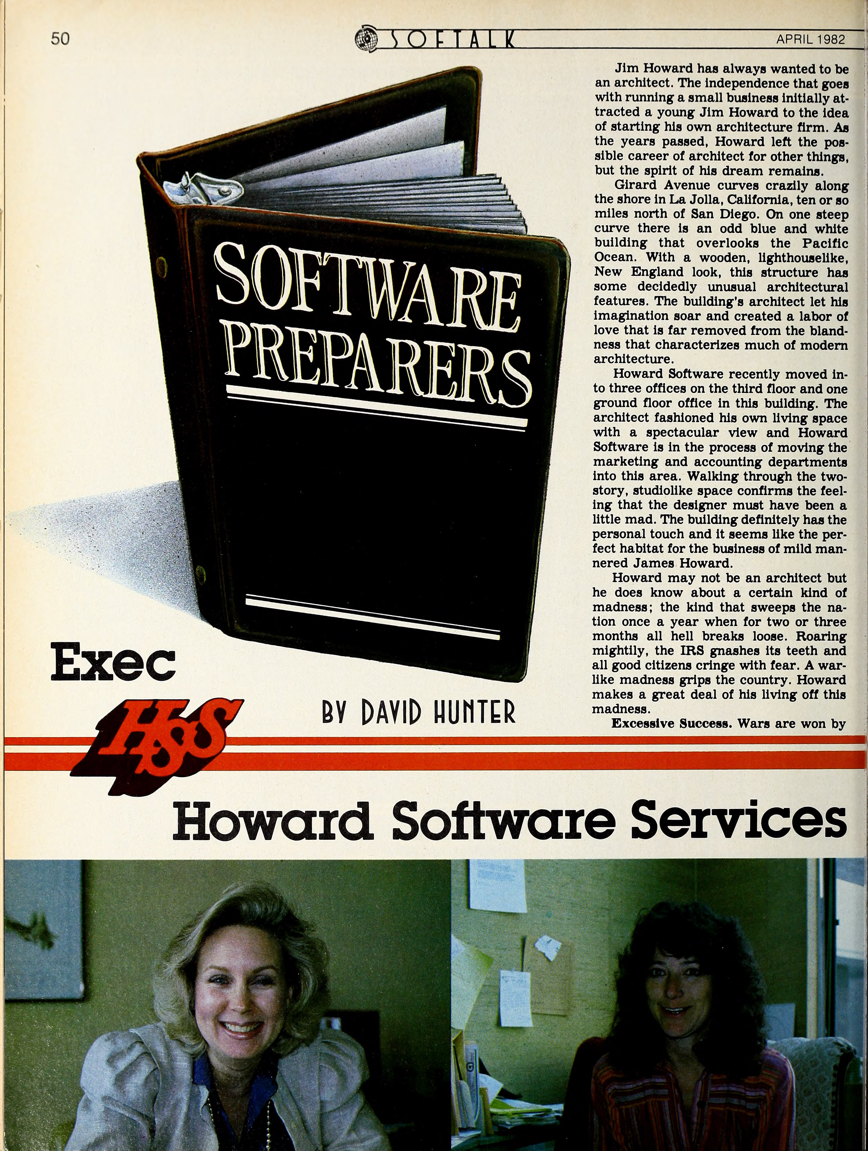 50
SOFTALK
APRIL 1982
SOFTWARE
PREPARERS
Exec
HSS
BY DAVID HUNTER
Howard Software Services
Jim Howard has always wanted to be
an architect. The independence that goes
with running a small business initially at-
tracted a young Jim Howard to the idea
of starting his own architecture firm. As
the years passed, Howard left the pos-
sible career of architect for other things,
but the spirit of his dream remains.
Girard Avenue curves crazily along
the shore in La Jolla, California, ten or so
miles north of San Diego. On one steep
curve there is an odd blue and white
building that overlooks the Pacific
Ocean. With a wooden, lighthouselike,
New England look, this structure has
some decidedly unusual architectural
features. The building's architect let his
imagination soar and created a labor of
love that is far removed from the bland-
ness that characterizes much of modern
architecture.
Howard Software recently moved in-
to three offices on the third floor and one
ground floor office in this building. The
architect fashioned his own living space
with a spectacular view and Howard
Software is in the process of moving the
marketing and accounting departments
into this area. Walking through the two-
story, studiolike space confirms the feel-
ing that the designer must have been a
little mad. The building definitely has the
personal touch and it seems like the per-
fect habitat for the business of mild man-
nered James Howard.
Howard may not be an architect but
he does know about a certain kind of
madness; the kind that sweeps the na-
tion once a year when for two or three
months all hell breaks loose. Roaring
mightily, the IRS gnashes its teeth and
all good citizens cringe with fear. A war-
like madness grips the country. Howard
makes a great deal of his living off this
madness.
Excessive Success. Wars are won by